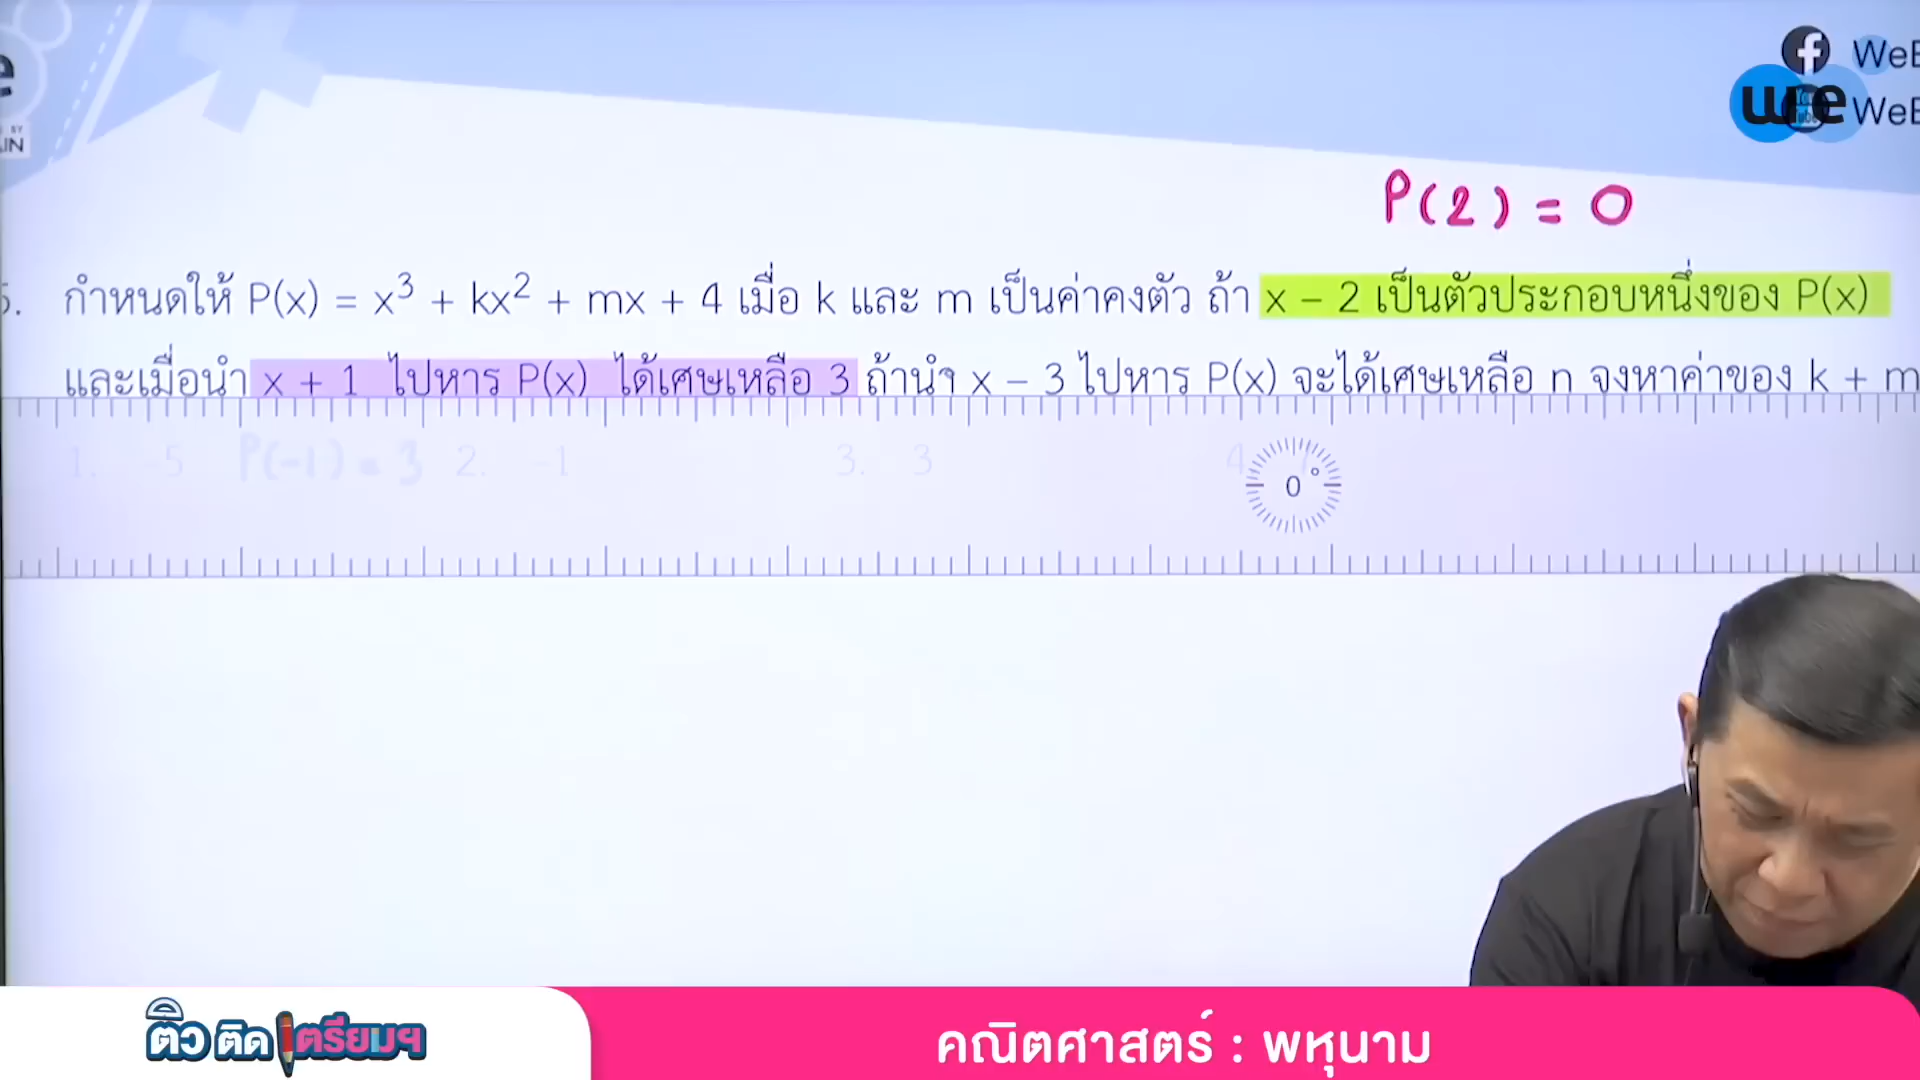 WeB
we
WeB
BY
AIN
P(2) = 0
5. กำหนดให้ P(x) = x³ + kx² + mx + 4 เมื่อ k และ m เป็นค่าคงตัว ถ้า x – 2 เป็นตัวประกอบหนึ่งของ P(x)
และเมื่อนำ x + 1 ไปหาร P(x) ได้เศษเหลือ 3 ถ้านำ x – 3 ไปหาร P(x) จะได้เศษเหลือ n จงหาค่าของ k + m
1. -5 P(-1) = 3 2. -1 3. 3 4.
0°
ติว ติด เตรียมฯ
คณิตศาสตร์ : พหุนาม